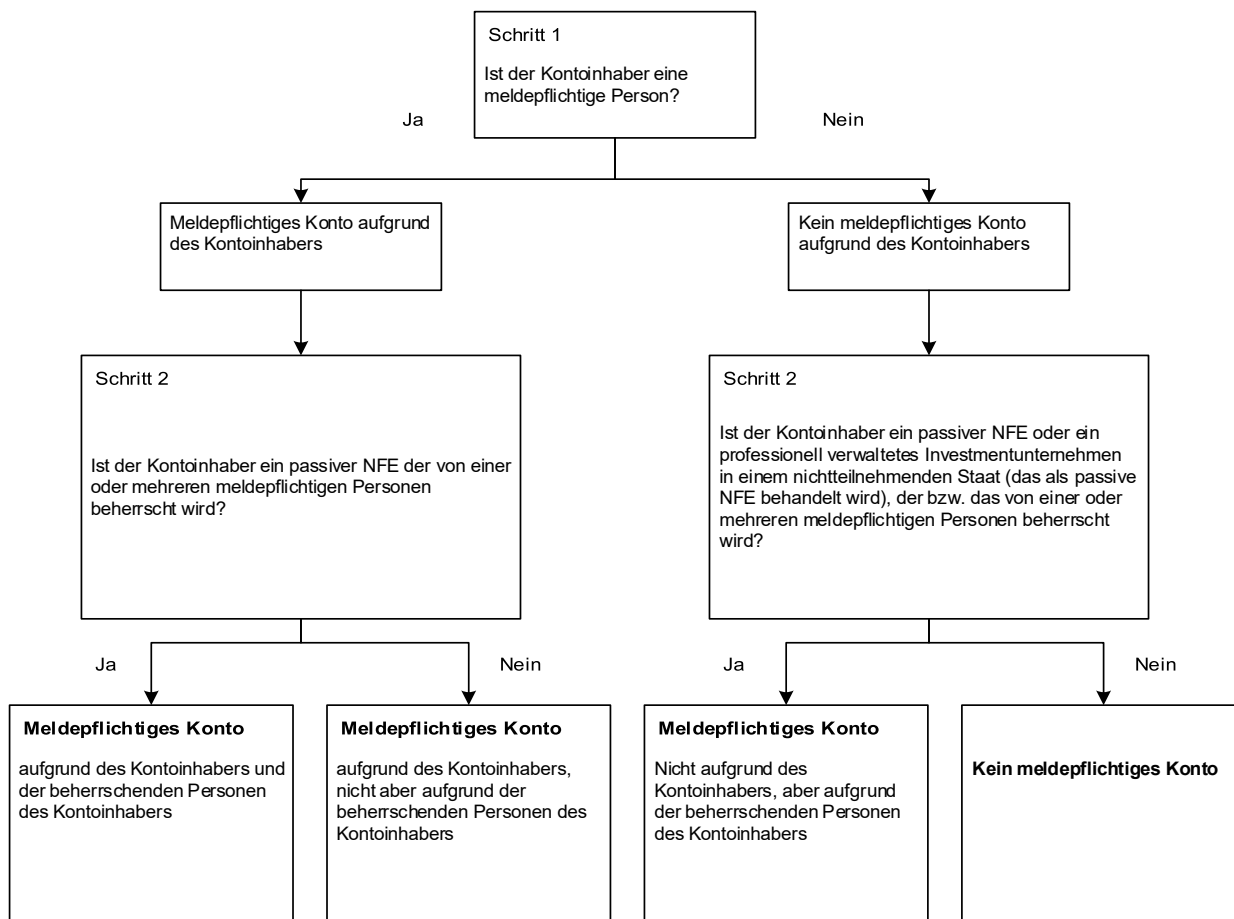 Schritt 1
Ist der Kontoinhaber eine
meldepflichtige Person?
Ja
Nein
Meldepflichtiges Konto aufgrund
des Kontoinhabers
Kein meldepflichtiges Konto
aufgrund des Kontoinhabers
Schritt 2
Ist der Kontoinhaber ein passiver NFE der von einer
oder mehreren meldepflichtigen Personen
beherrscht wird?
Schritt 2
Ist der Kontoinhaber ein passiver NFE oder ein
professionell verwaltetes Investmentunternehmen
in einem nichtteilnehmenden Staat (das als passive
NFE behandelt wird), der bzw. das von einer oder
mehreren meldepflichtigen Personen beherrscht
wird?
Ja
Nein
Ja
Nein
Meldepflichtiges Konto
aufgrund des Kontoinhabers und
der beherrschenden Personen
des Kontoinhabers
Meldepflichtiges Konto
aufgrund des Kontoinhabers,
nicht aber aufgrund der
beherrschenden Personen des
Kontoinhabers
Meldepflichtiges Konto
Nicht aufgrund des
Kontoinhabers, aber aufgrund
der beherrschenden Personen
des Kontoinhabers
Kein meldepflichtiges Konto